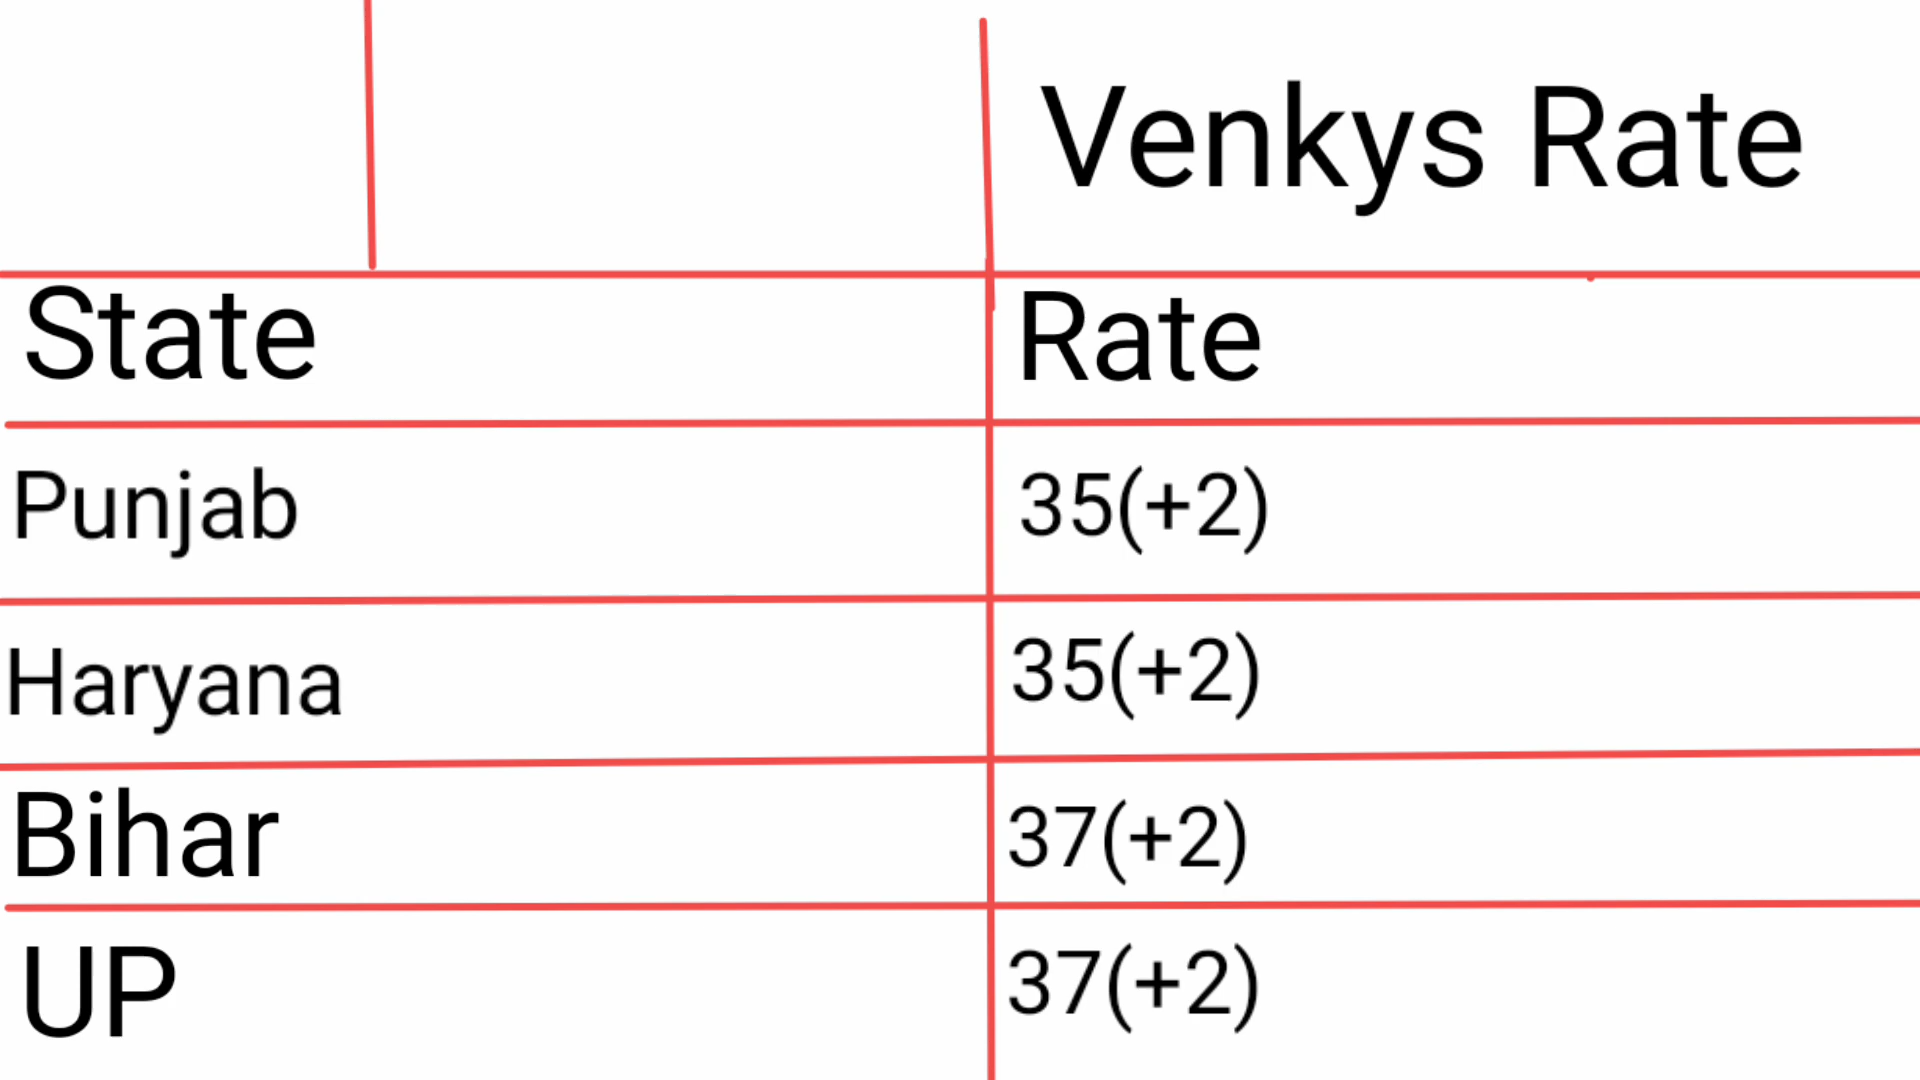 Venkys Rate
State Rate
Punjab 35(+2)
Haryana 35(+2)
Bihar 37(+2)
UP 37(+2)